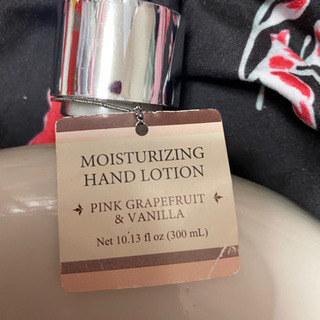 MOISTURIZING
HAND LOTION
PINK GRAPEFRUIT
& VANILLA
Net 10.13 fl oz (300 mL)